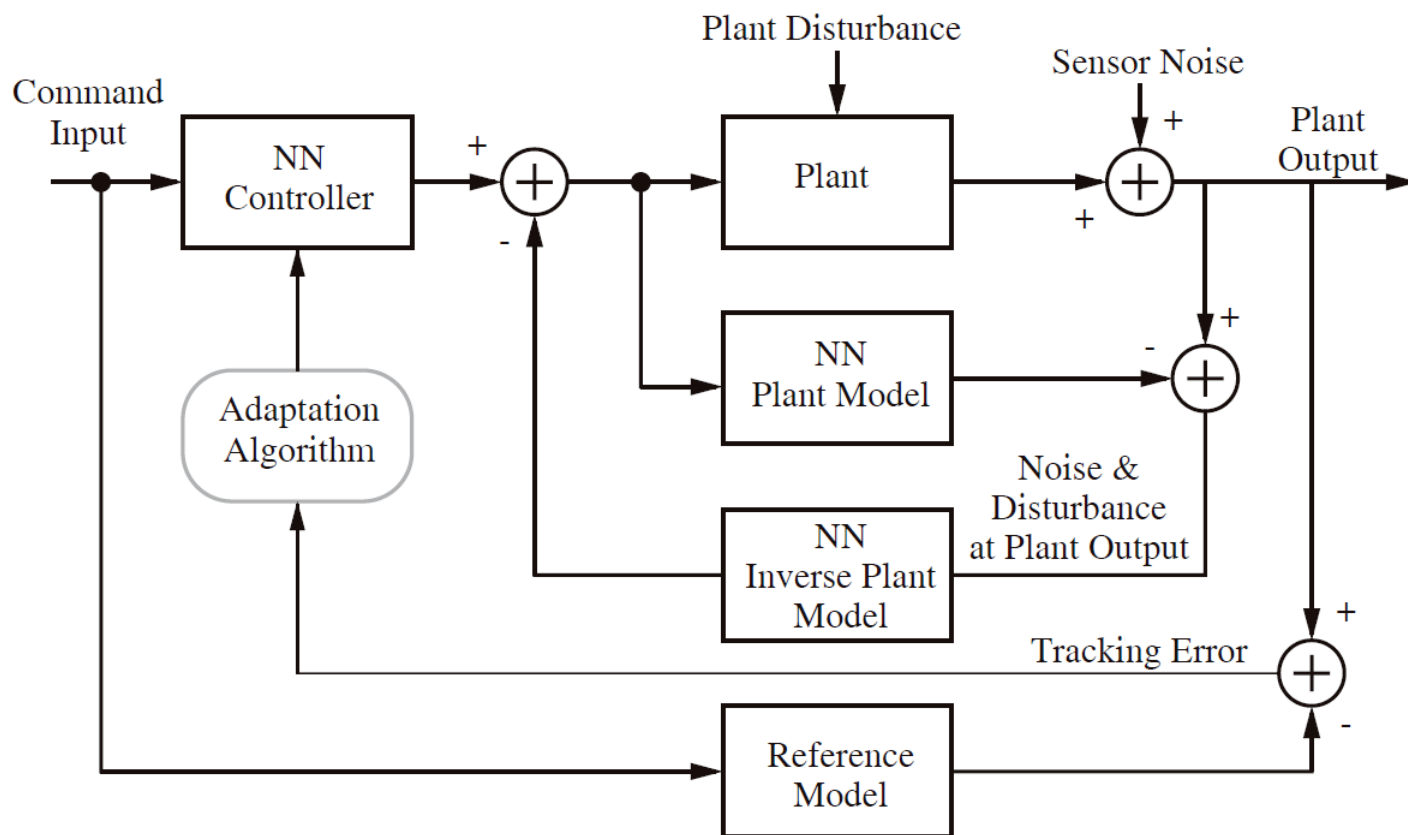 Plant Disturbance
Sensor Noise
Command
Input
NN
Controller
+
-
Plant
+
+
Plant
Output
NN
Plant Model
-
+
Adaptation
Algorithm
Noise &
Disturbance
at Plant Output
NN
Inverse Plant
Model
Tracking Error
+
-
Reference
Model